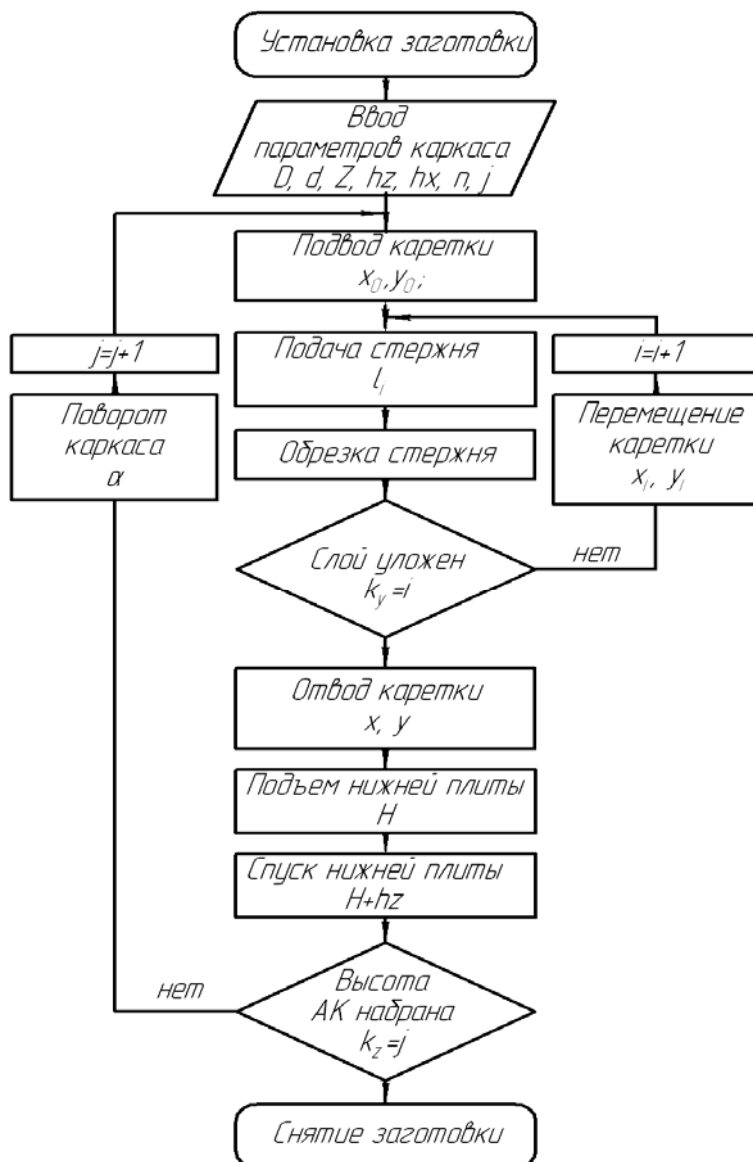 Установка заготовки
Ввод
параметров каркаса
D, d, Z, hz, hx, n, j
Подвод каретки
x₀,y₀;
j=j+1
Подача стержня
lᵢ
i=i+1
Поворот
каркаса
α
Обрезка стержня
Перемещение
каретки
xᵢ, yᵢ
Слой уложен
kᵧ=i
нет
Отвод каретки
x, y
Подъем нижней плиты
H
Спуск нижней плиты
H+hz
нет
Высота
АК набрана
k_z=j
Снятие заготовки